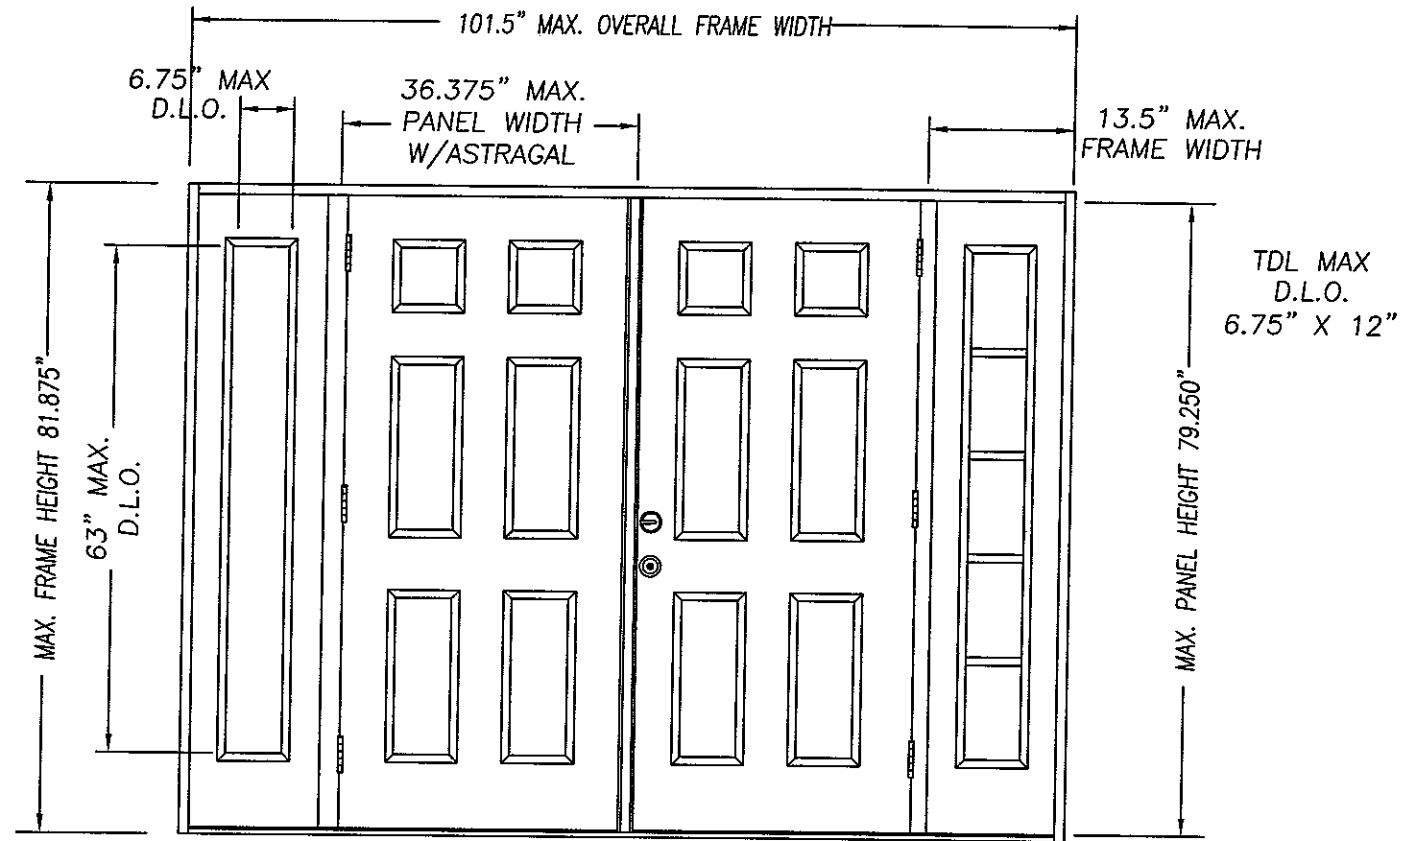 101.5" MAX. OVERALL FRAME WIDTH
6.75" MAX
D.L.O.
36.375" MAX.
PANEL WIDTH
W/ASTRAGAL
13.5" MAX.
FRAME WIDTH
TDL MAX
D.L.O.
6.75" X 12"
MAX. FRAME HEIGHT 81.875"
63" MAX.
D.L.O.
MAX. PANEL HEIGHT 79.250"